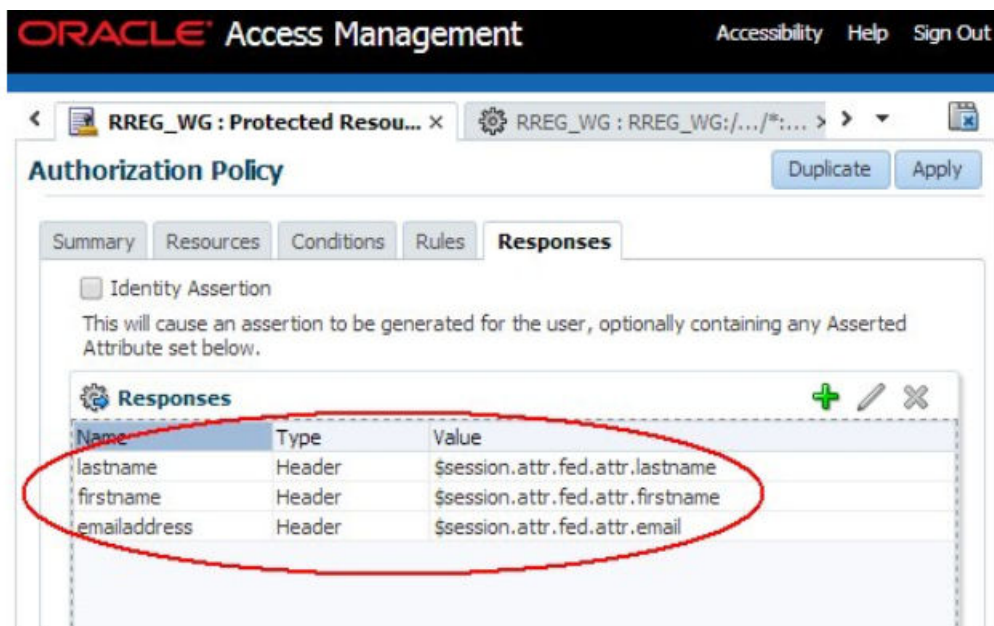 ORACLE® Access Management Accessibility Help Sign Out
RREG_WG : Protected Resou... × RREG_WG : RREG_WG:/.../*:...
Authorization Policy Duplicate Apply
Summary Resources Conditions Rules Responses
Identity Assertion
This will cause an assertion to be generated for the user, optionally containing any Asserted
Attribute set below.
Responses
Name Type Value
lastname Header $session.attr.fed.attr.lastname
firstname Header $session.attr.fed.attr.firstname
emailaddress Header $session.attr.fed.attr.email